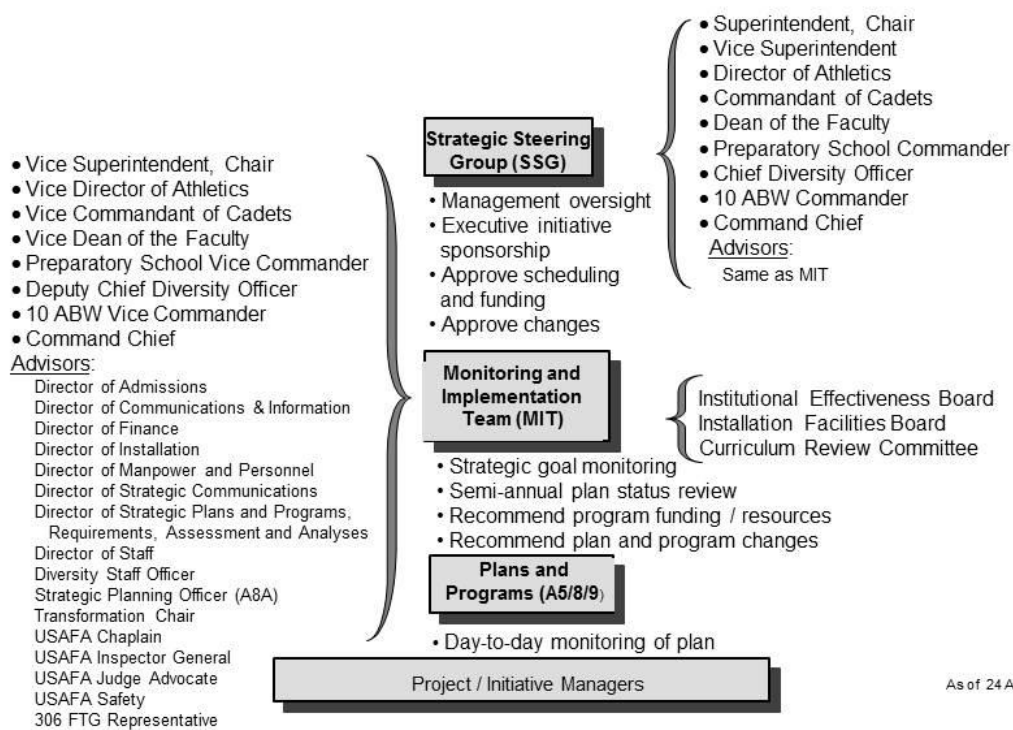 • Superintendent, Chair
• Vice Superintendent
• Director of Athletics
• Commandant of Cadets
• Dean of the Faculty
• Preparatory School Commander
• Chief Diversity Officer
• 10 ABW Commander
• Command Chief
Advisors:
Same as MIT
Strategic Steering
Group (SSG)
• Management oversight
• Executive initiative
sponsorship
• Approve scheduling
and funding
• Approve changes
• Vice Superintendent, Chair
• Vice Director of Athletics
• Vice Commandant of Cadets
• Vice Dean of the Faculty
• Preparatory School Vice Commander
• Deputy Chief Diversity Officer
• 10 ABW Vice Commander
• Command Chief
Advisors:
Director of Admissions
Director of Communications & Information
Director of Finance
Director of Installation
Director of Manpower and Personnel
Director of Strategic Communications
Director of Strategic Plans and Programs,
Requirements, Assessment and Analyses
Director of Staff
Diversity Staff Officer
Strategic Planning Officer (A8A)
Transformation Chair
USAFA Chaplain
USAFA Inspector General
USAFA Judge Advocate
USAFA Safety
306 FTG Representative
Monitoring and
Implementation
Team (MIT)
Institutional Effectiveness Board
Installation Facilities Board
Curriculum Review Committee
• Strategic goal monitoring
• Semi-annual plan status review
• Recommend program funding / resources
• Recommend plan and program changes
Plans and
Programs (A5/8/9)
• Day-to-day monitoring of plan
Project / Initiative Managers
As of 24 A